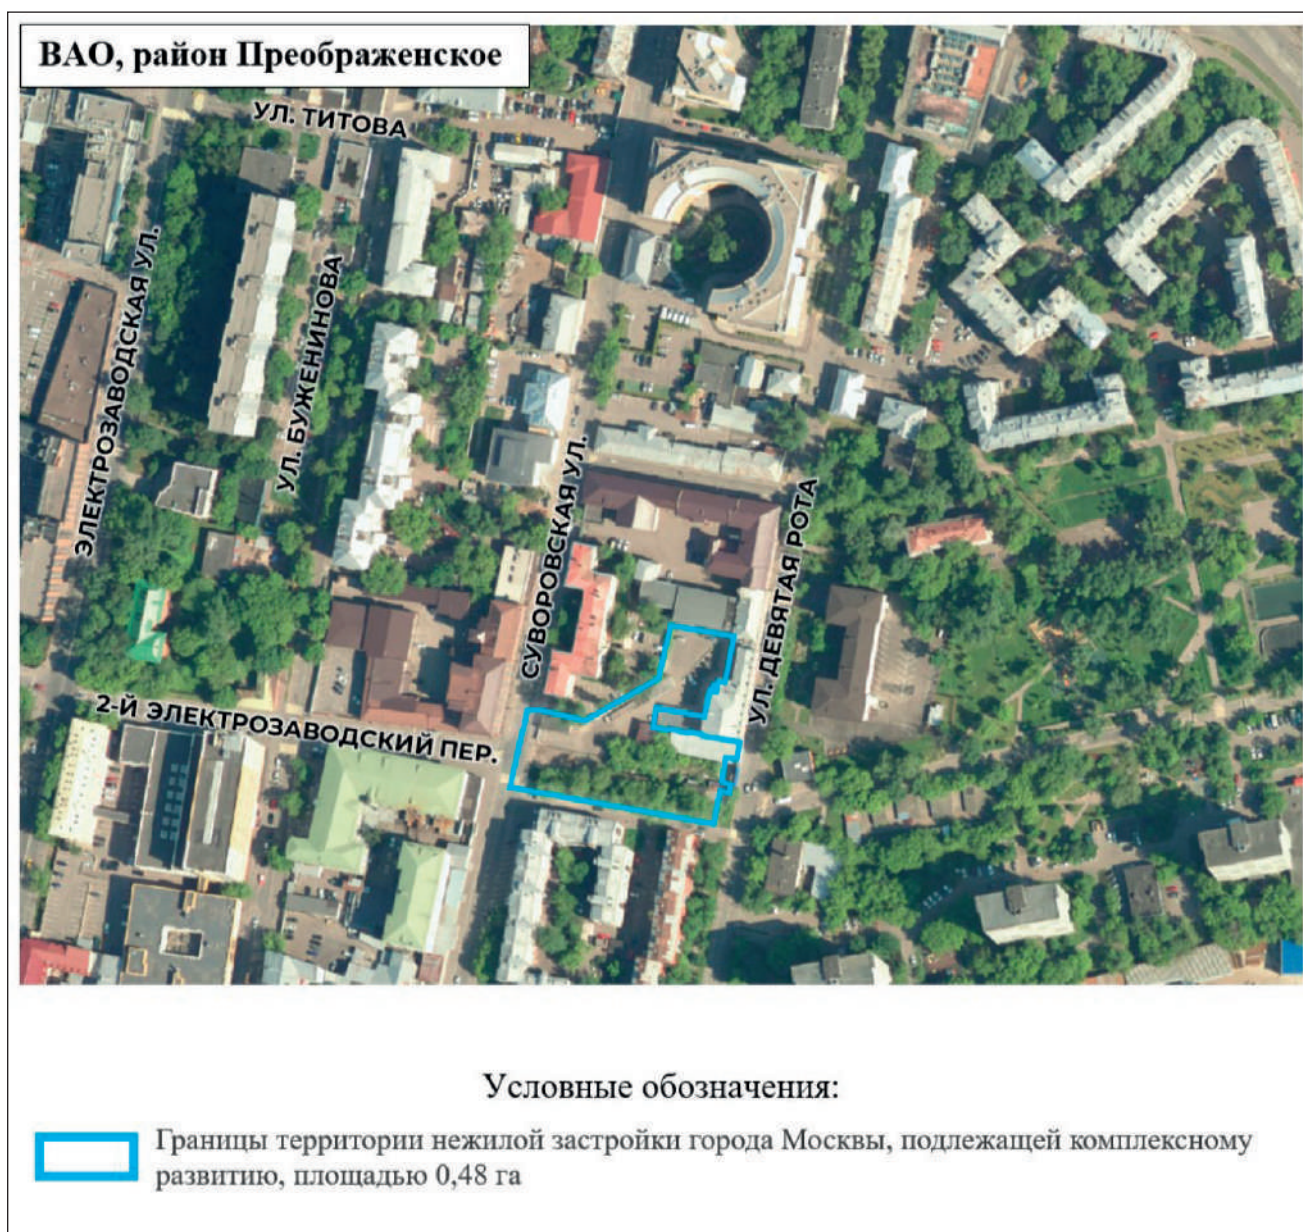 ВАО, район Преображенское
УЛ. ТИТОВА
ЭЛЕКТРОЗАВОДСКАЯ УЛ.
УЛ. БУЖЕНИНОВА
СУВОРОВСКАЯ УЛ.
УЛ. ДЕВЯТАЯ РОТА
2-Й ЭЛЕКТРОЗАВОДСКИЙ ПЕР.
Условные обозначения:
Границы территории нежилой застройки города Москвы, подлежащей комплексному
развитию, площадью 0,48 га